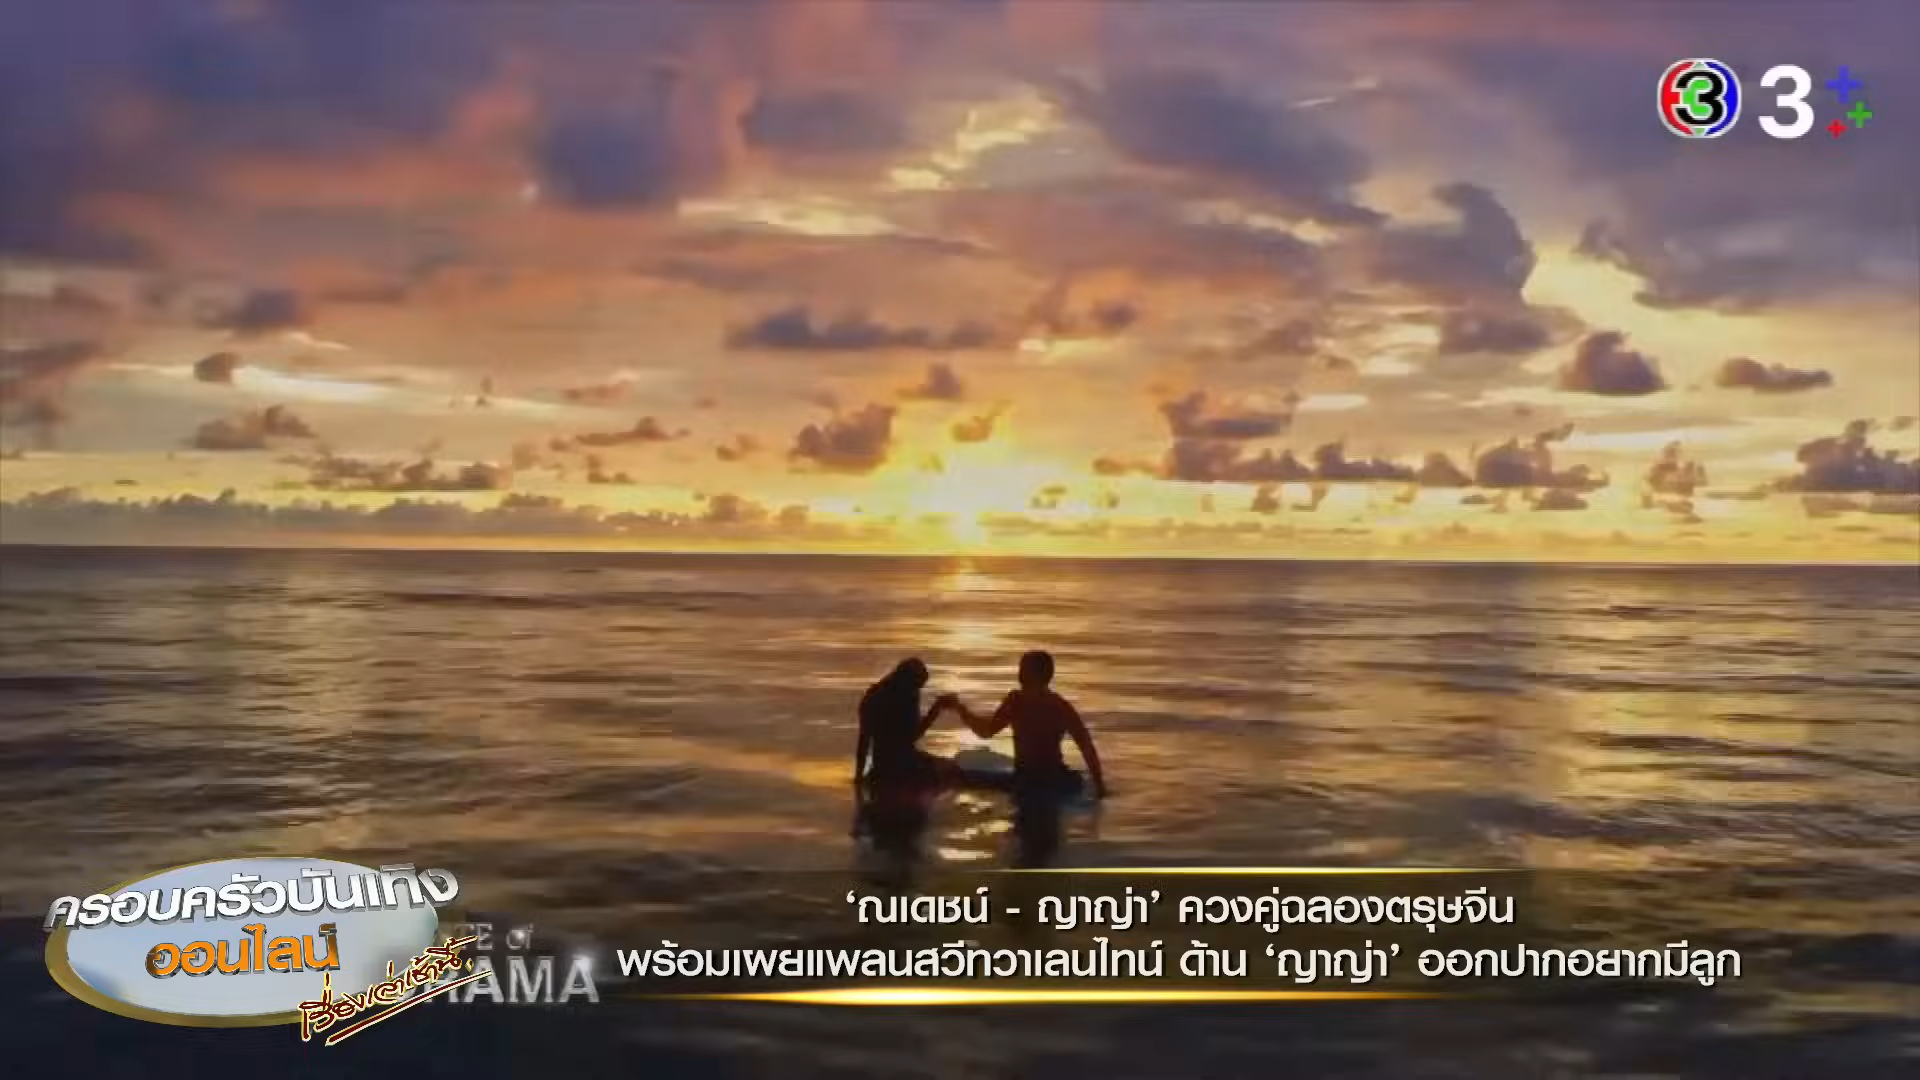 3 3
‘ณเดชน์ - ญาญ่า’ ควงคู่ฉลองตรุษจีน
พร้อมเผยแพลนสวีทวาเลนไทน์ ด้าน ‘ญาญ่า’ ออกปากอยากมีลูก
ครอบครัวบันเทิง
ออนไลน์
เรื่องเล่าเช้านี้
of